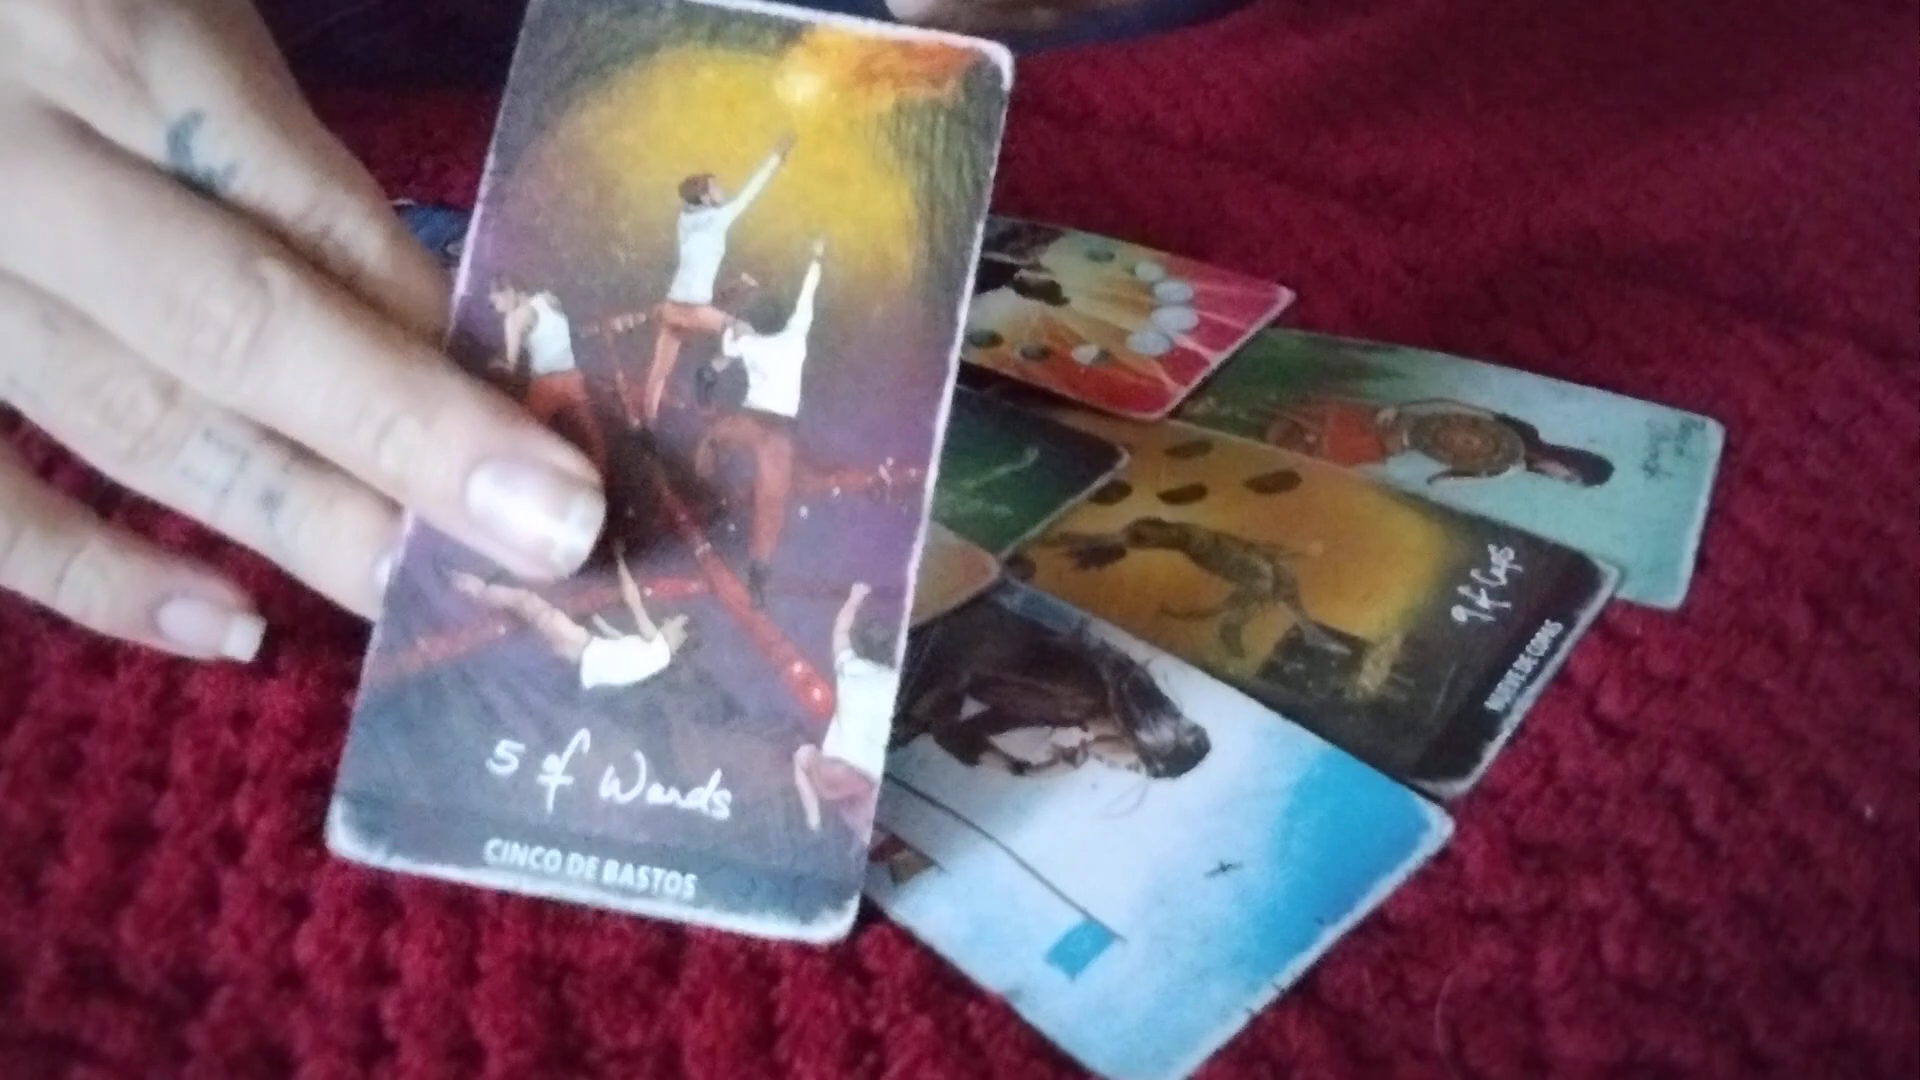 5 of Wands
CINCO DE BASTOS
9 of Cups
NUEVE DE COPAS